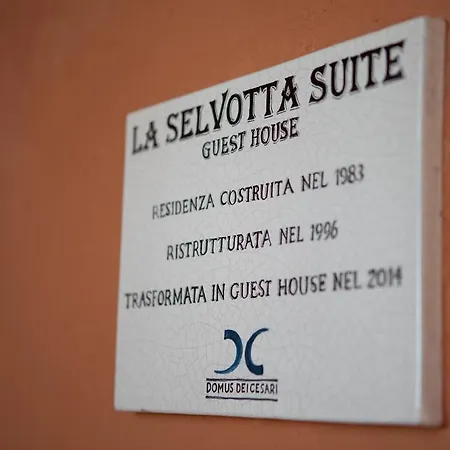 LA SELVOTTA SUITE
GUEST HOUSE
RESIDENZA COSTRUITA NEL 1983
RISTRUTTURATA NEL 1996
TRASFORMATA IN GUEST HOUSE NEL 2014
DOMUS DEI CESARI